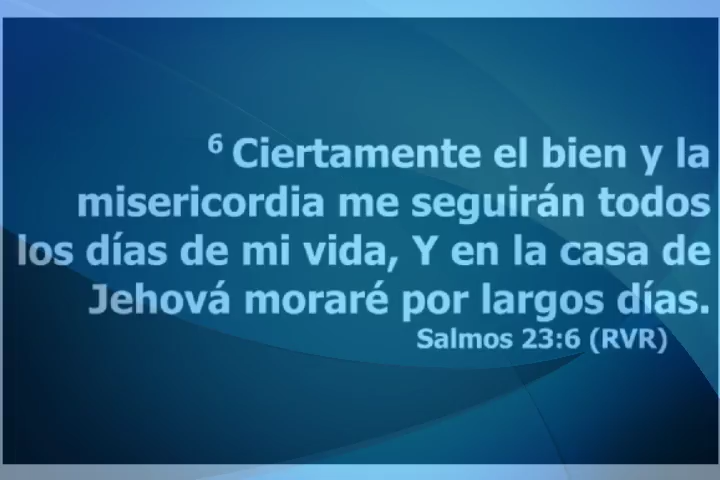 6 Ciertamente el bien y la
misericordia me seguirán todos
los días de mi vida, Y en la casa de
Jehová moraré por largos días.
Salmos 23:6 (RVR)